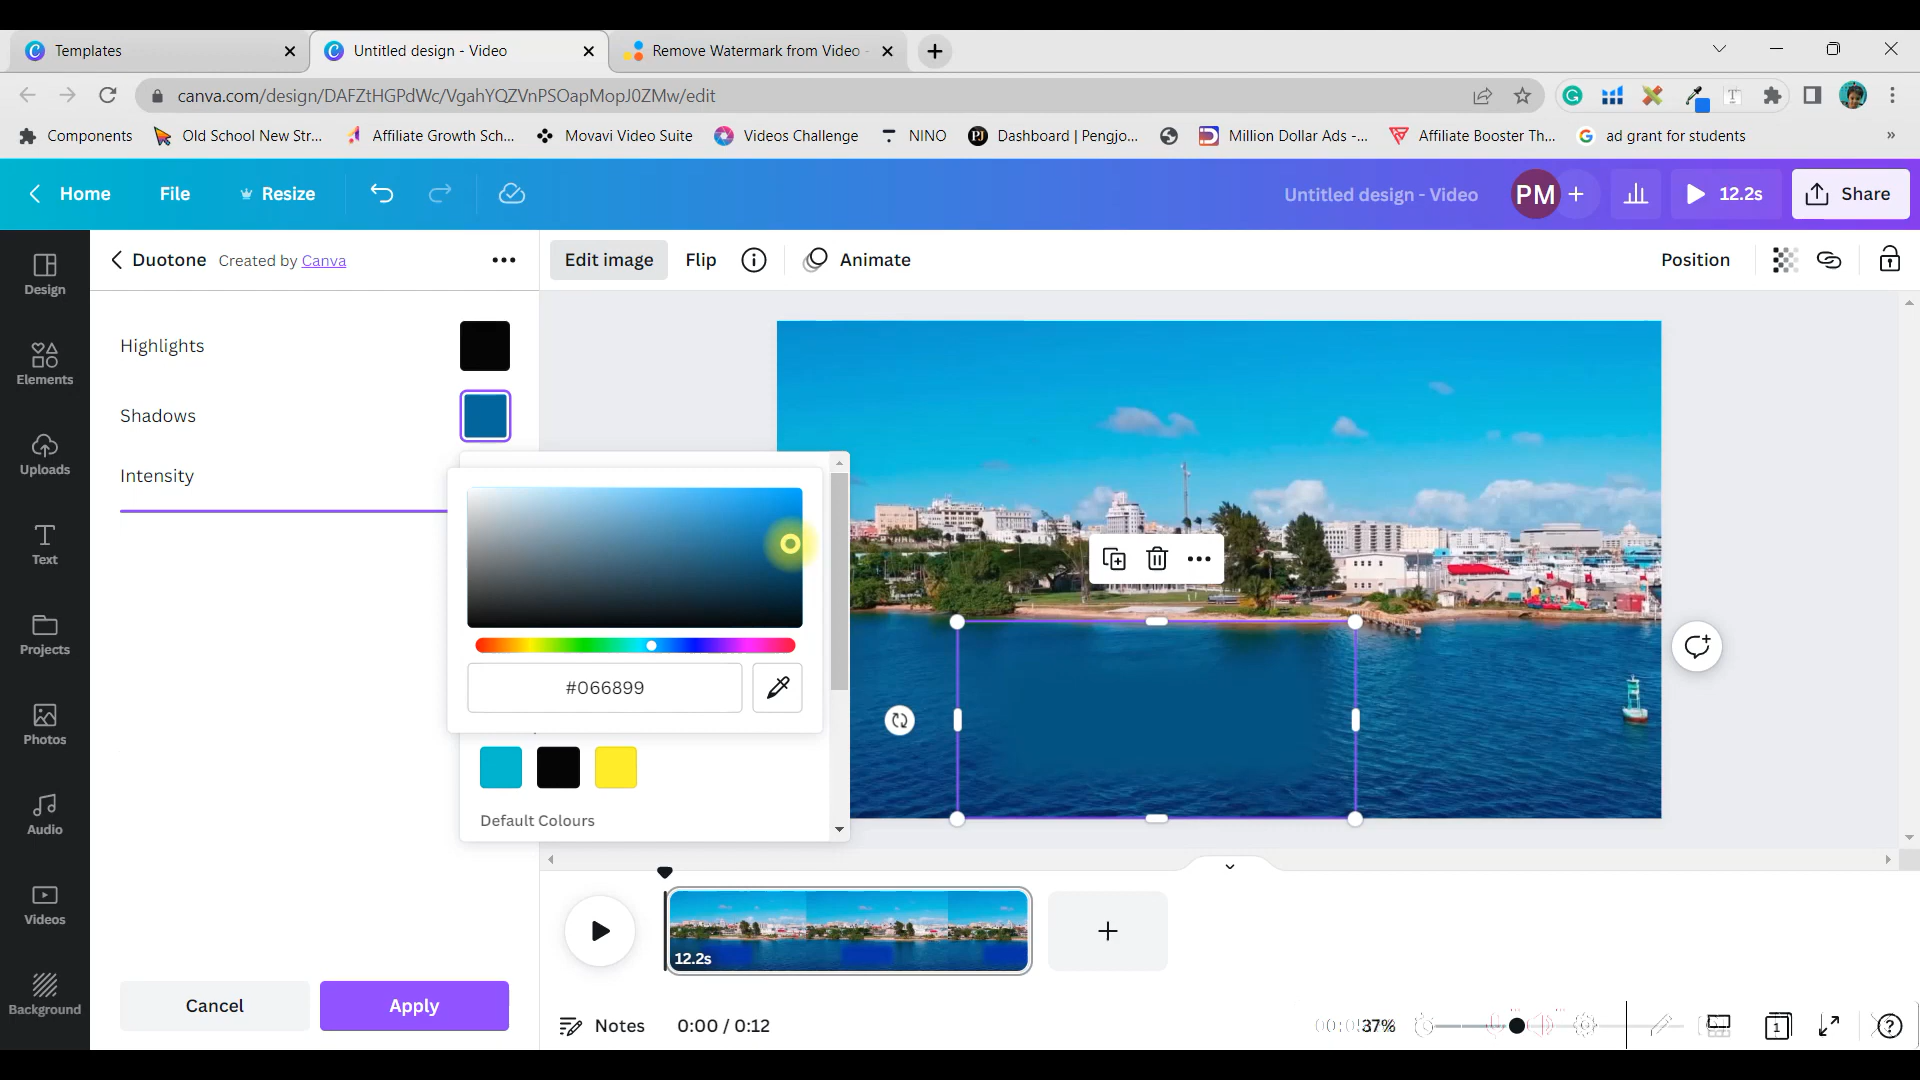 Templates
Untitled design - Video
Remove Watermark from Video -
canva.com/design/DAFZtHGPdWc/VgahYQZVnPSOapMopJ0ZMw/edit
Components
Old School New Str...
Affiliate Growth Sch...
Movavi Video Suite
Videos Challenge
NINO
Dashboard | Pengjo...
Million Dollar Ads -...
Affiliate Booster Th...
ad grant for students
Home
File
Resize
Untitled design - Video
PM
12.2s
Share
Design
Elements
Uploads
Text
Projects
Photos
Audio
Videos
Background
Duotone
Created by Canva
Highlights
Shadows
Intensity
#066899
Default Colours
Cancel
Apply
Edit image
Flip
Animate
Position
12.2s
Notes
0:00 / 0:12
37%
1